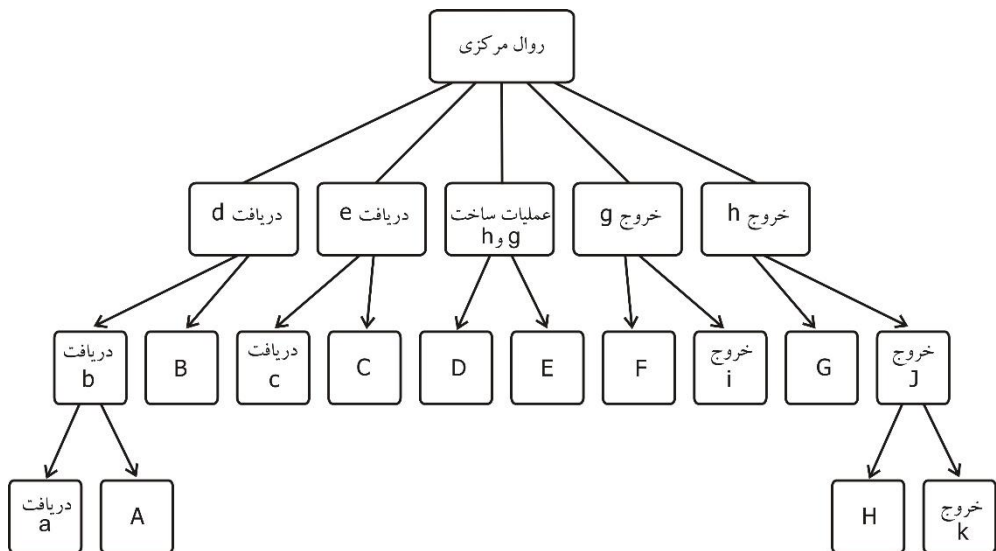 روال مرکزی
دریافت d
دریافت e
عملیات ساخت
g و h
خروج g
خروج h
دریافت
b
B
دریافت
c
C
D
E
F
خروج
i
G
خروج
J
دریافت
a
A
H
خروج
k